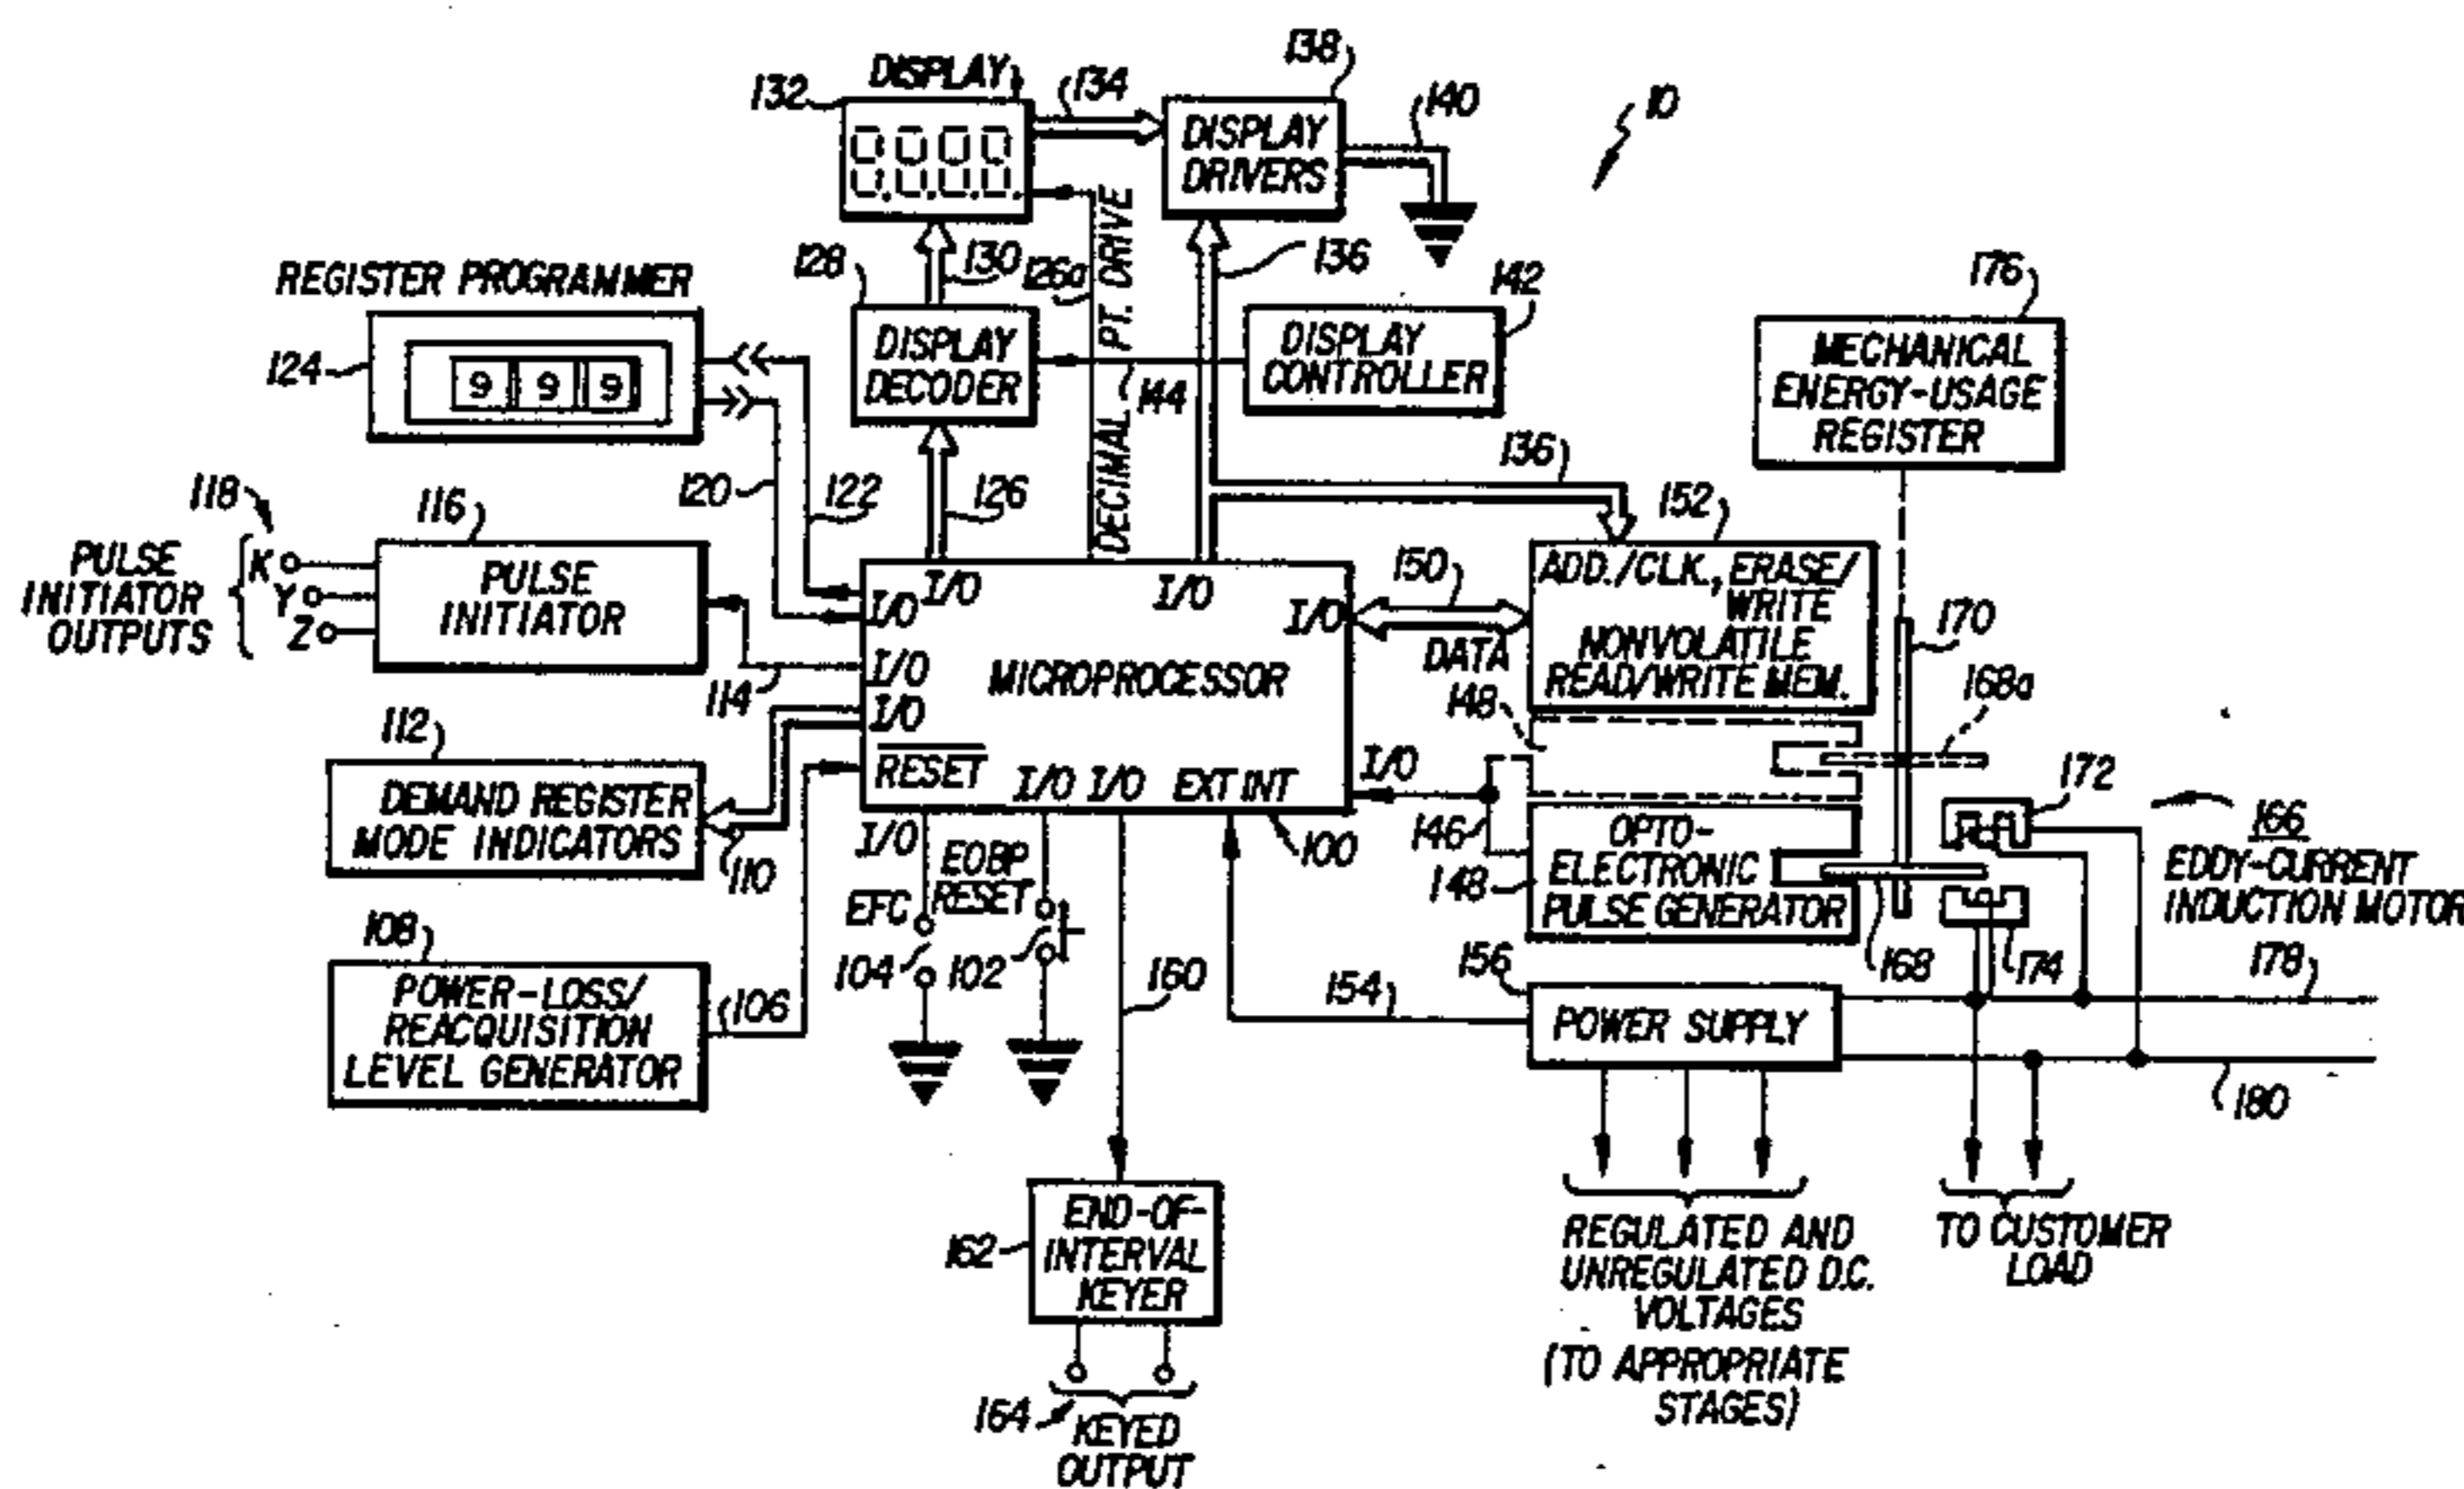 DISPLAY
132
134
138
140
10
DISPLAY
DRIVERS
REGISTER PROGRAMMER
124
9 9 9
128
130
126a
DECIMAL PT. DRIVE
136
142
176
DISPLAY
DECODER
144
DISPLAY
CONTROLLER
MECHANICAL
ENERGY-USAGE
REGISTER
118
116
120
122
126
136
152
PULSE
INITIATOR
OUTPUTS
K
Y
Z
PULSE
INITIATOR
114
I/O
I/O
I/O
I/O
I/O
I/O
MICROPROCESSOR
RESET
I/O
I/O
EXT INT
I/O
I/O
100
150
DATA
ADD./CLK., ERASE/
WRITE
NONVOLATILE
READ/WRITE MEM.
170
168a
148
112
DEMAND REGISTER
MODE INDICATORS
110
146
148
OPTO-
ELECTRONIC
PULSE GENERATOR
172
166
EDDY-CURRENT
INDUCTION MOTOR
168
174
178
180
108
POWER-LOSS/
REACQUISITION
LEVEL GENERATOR
106
EFC
104
EOBP
RESET
102
160
154
156
POWER SUPPLY
162
END-OF-
INTERVAL
KEYER
164
KEYED
OUTPUT
REGULATED AND
UNREGULATED D.C.
VOLTAGES
(TO APPROPRIATE
STAGES)
TO CUSTOMER
LOAD